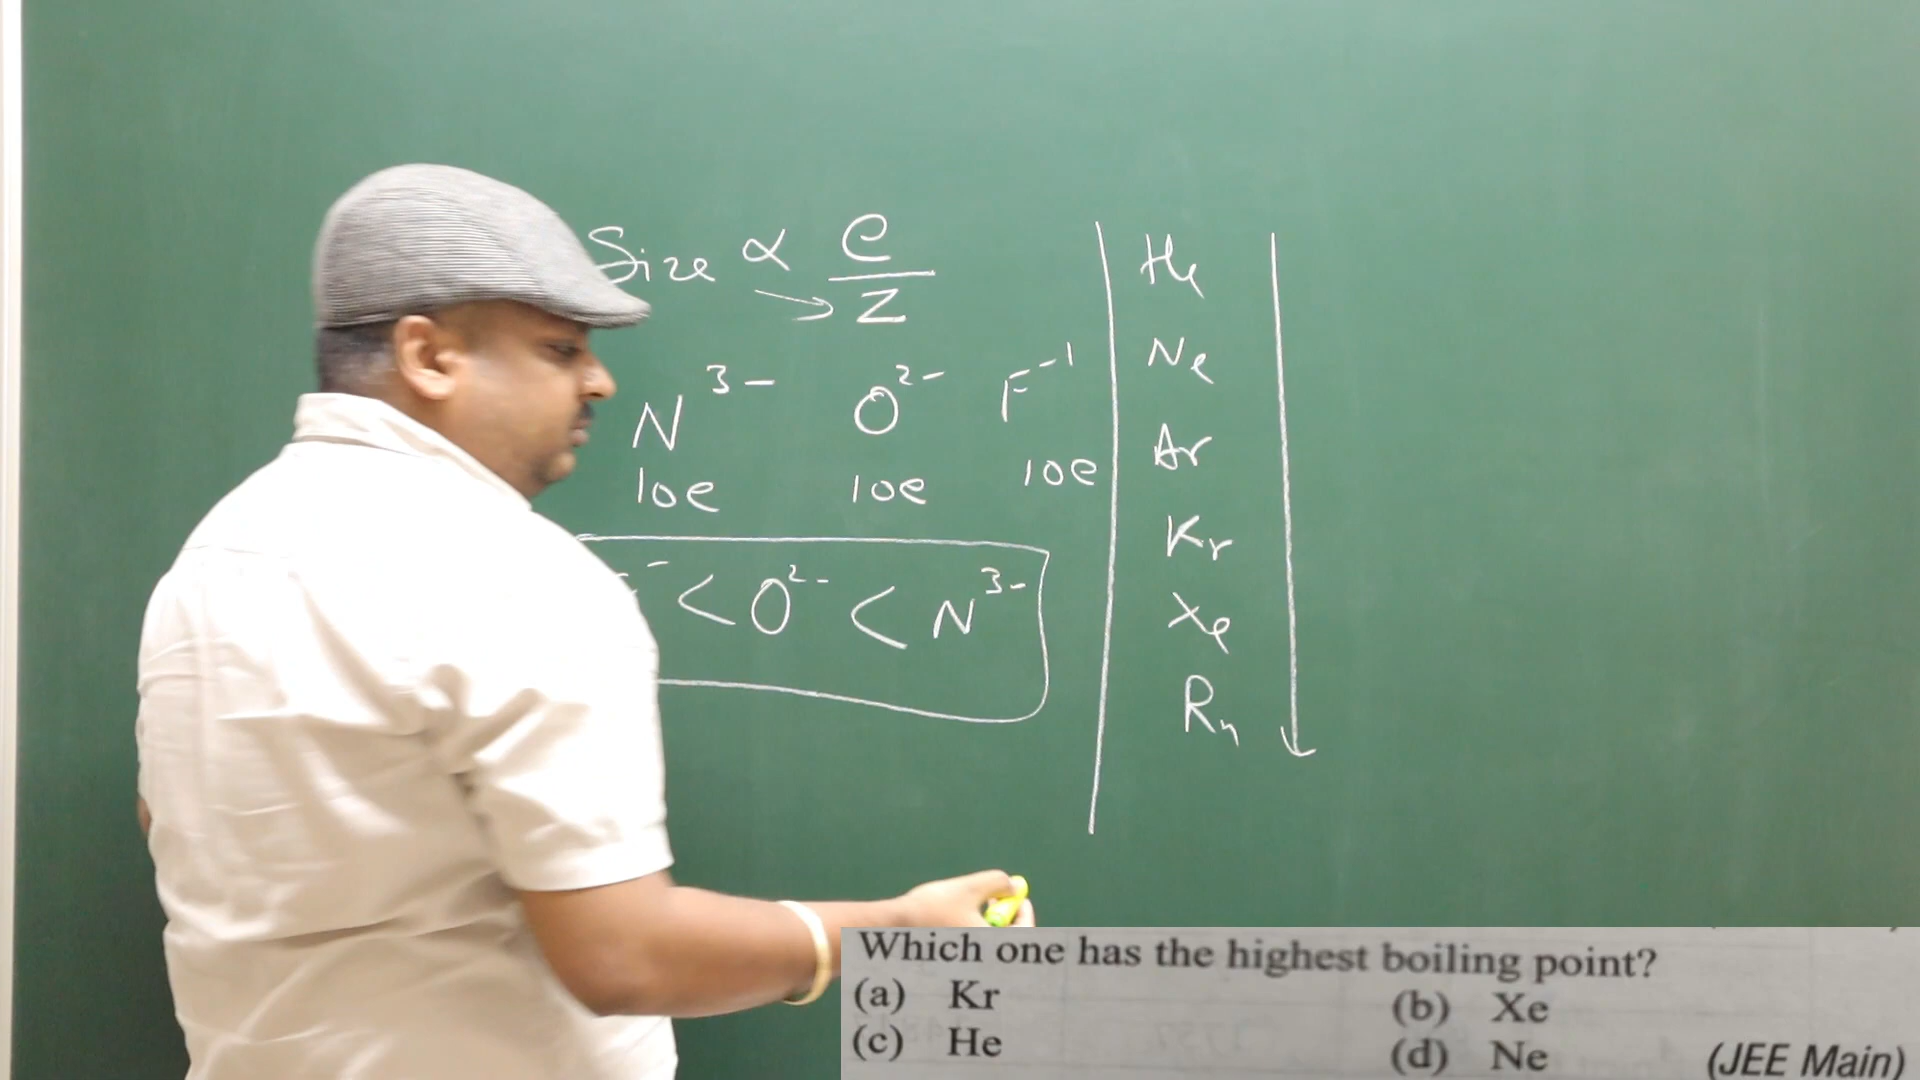 Size ∝ e/Z
→
N³⁻ O²⁻ F⁻¹
10e 10e 10e
⁻ < O²⁻ < N³⁻
He
Ne
Ar
Kr
Xe
Rn
Which one has the highest boiling point?
(a) Kr (b) Xe
(c) He (d) Ne
(JEE Main)